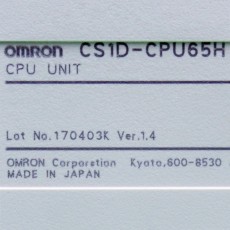 OMRON CS1D-CPU65H
CPU UNIT
Lot No.170403K Ver.1.4
OMRON Corporation Kyoto,600-8530
MADE IN JAPAN